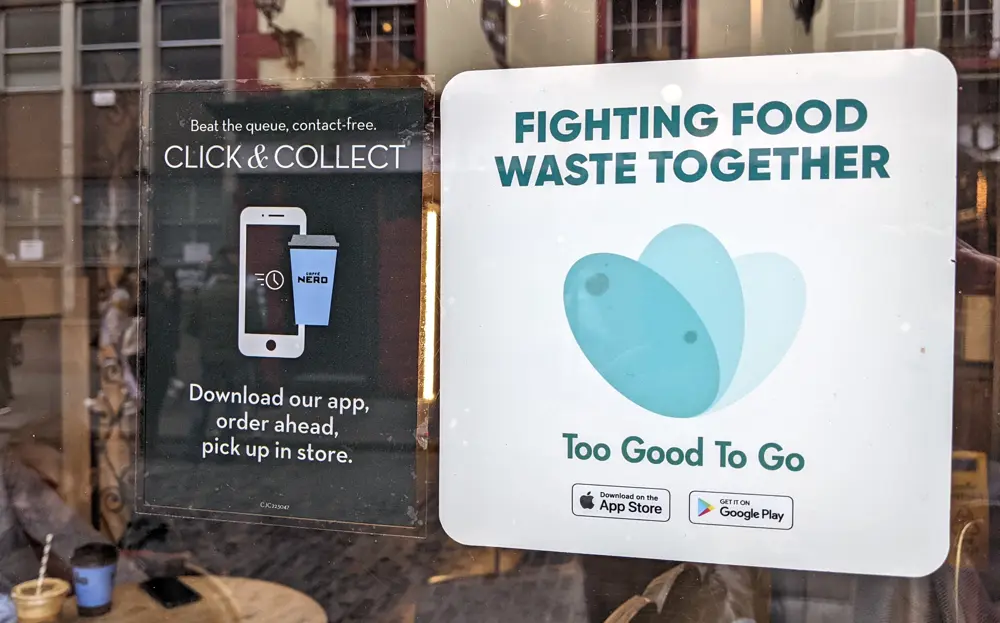 Beat the queue, contact-free.
CLICK & COLLECT
CAFFÈ
NERO
Download our app,
order ahead,
pick up in store.
FIGHTING FOOD
WASTE TOGETHER
Too Good To Go
Download on the
App Store
GET IT ON
Google Play
NERO